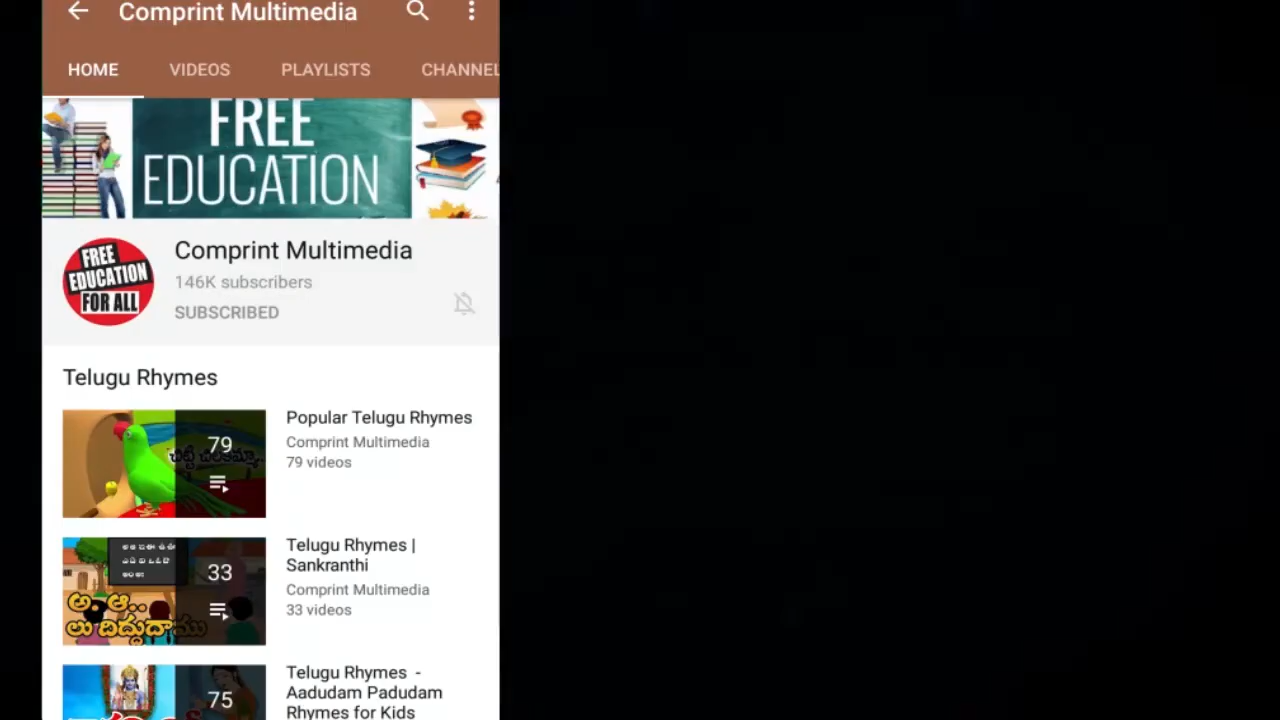 Comprint Multimedia
HOME VIDEOS PLAYLISTS CHANNEL
FREE
EDUCATION
FREE
EDUCATION
FOR ALL
Comprint Multimedia
146K subscribers
SUBSCRIBED
Telugu Rhymes
79
చిట్టి చిలకమ్మా..
Popular Telugu Rhymes
Comprint Multimedia
79 videos
33
అ. ఆ..
లు దిద్దుదాము
Telugu Rhymes |
Sankranthi
Comprint Multimedia
33 videos
75
Telugu Rhymes -
Aadudam Padudam
Rhymes for Kids